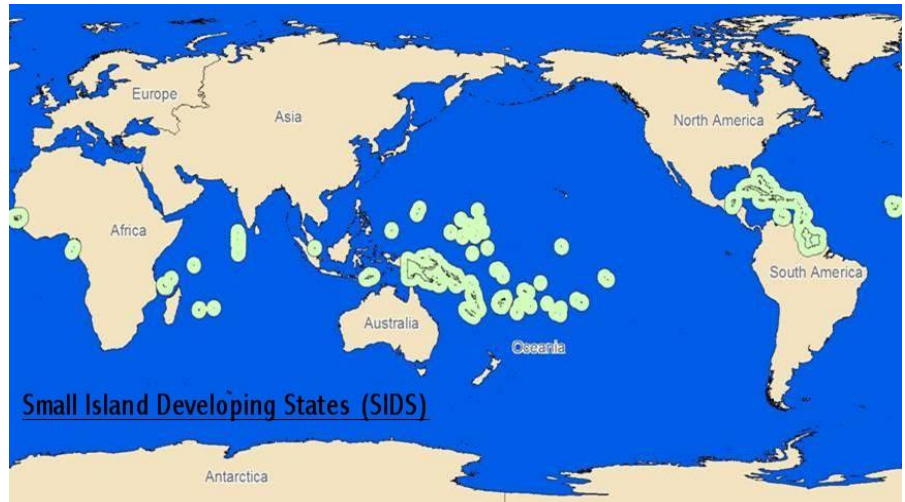 Europe
Asia
North America
Africa
South America
Australia
Oceania
Small Island Developing States (SIDS)
Antarctica